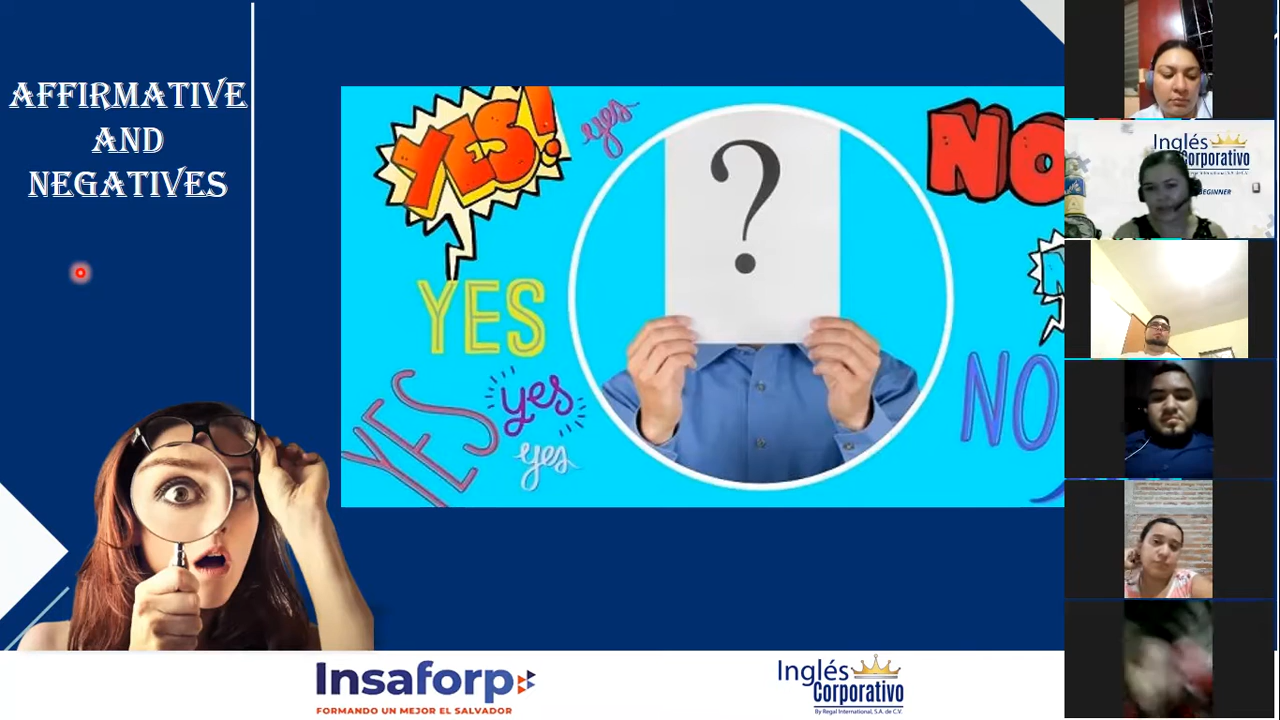 AFFIRMATIVE
AND
NEGATIVES
YES!
yes
NO
YES
YES
yes
yes
NO
Insaforp
FORMANDO UN MEJOR EL SALVADOR
Inglés
Corporativo
By Regal International, S.A. de C.V.
Inglés
Corporativo
BEGINNER